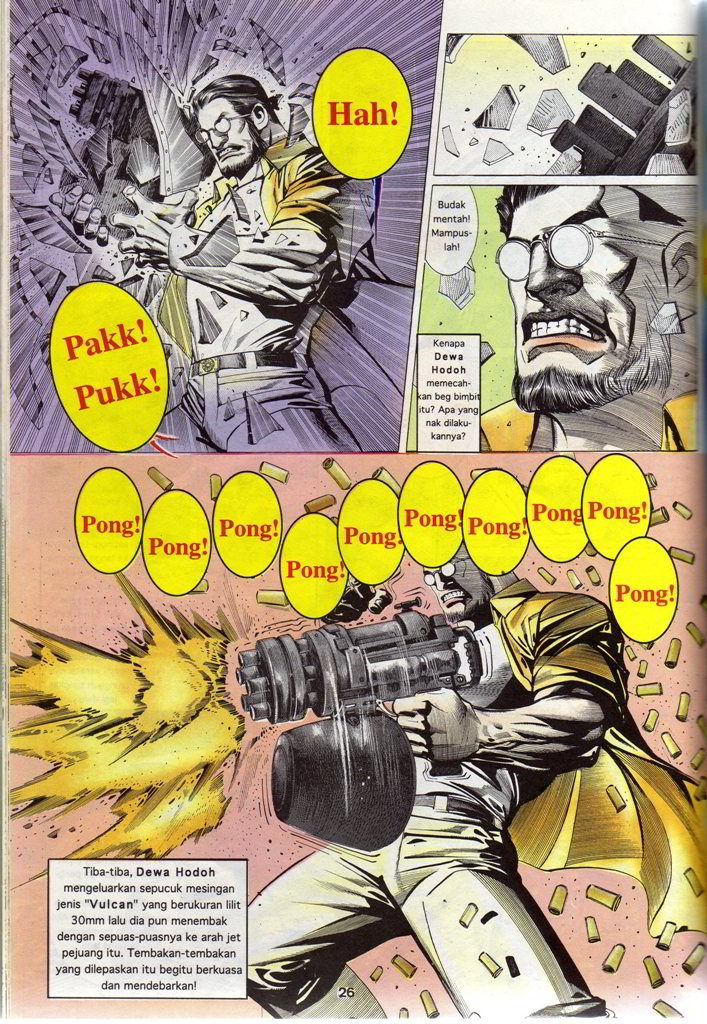 Hah!
Pakk!
Pukk!
Budak
mentah!
Mampus-
lah!
Kenapa
Dewa
Hodoh
memecah-
kan beg bimbit
itu? Apa yang
nak dilaku-
kannya?
Pong!
Pong!
Pong!
Pong!
Pong!
Pong!
Pong!
Pong!
Pong!
Pong!
Tiba-tiba, Dewa Hodoh
mengeluarkan sepucuk mesingan
jenis "Vulcan" yang berukuran lilit
30mm lalu dia pun menembak
dengan sepuas-puasnya ke arah jet
pejuang itu. Tembakan-tembakan
yang dilepaskan itu begitu berkuasa
dan mendebarkan!
26